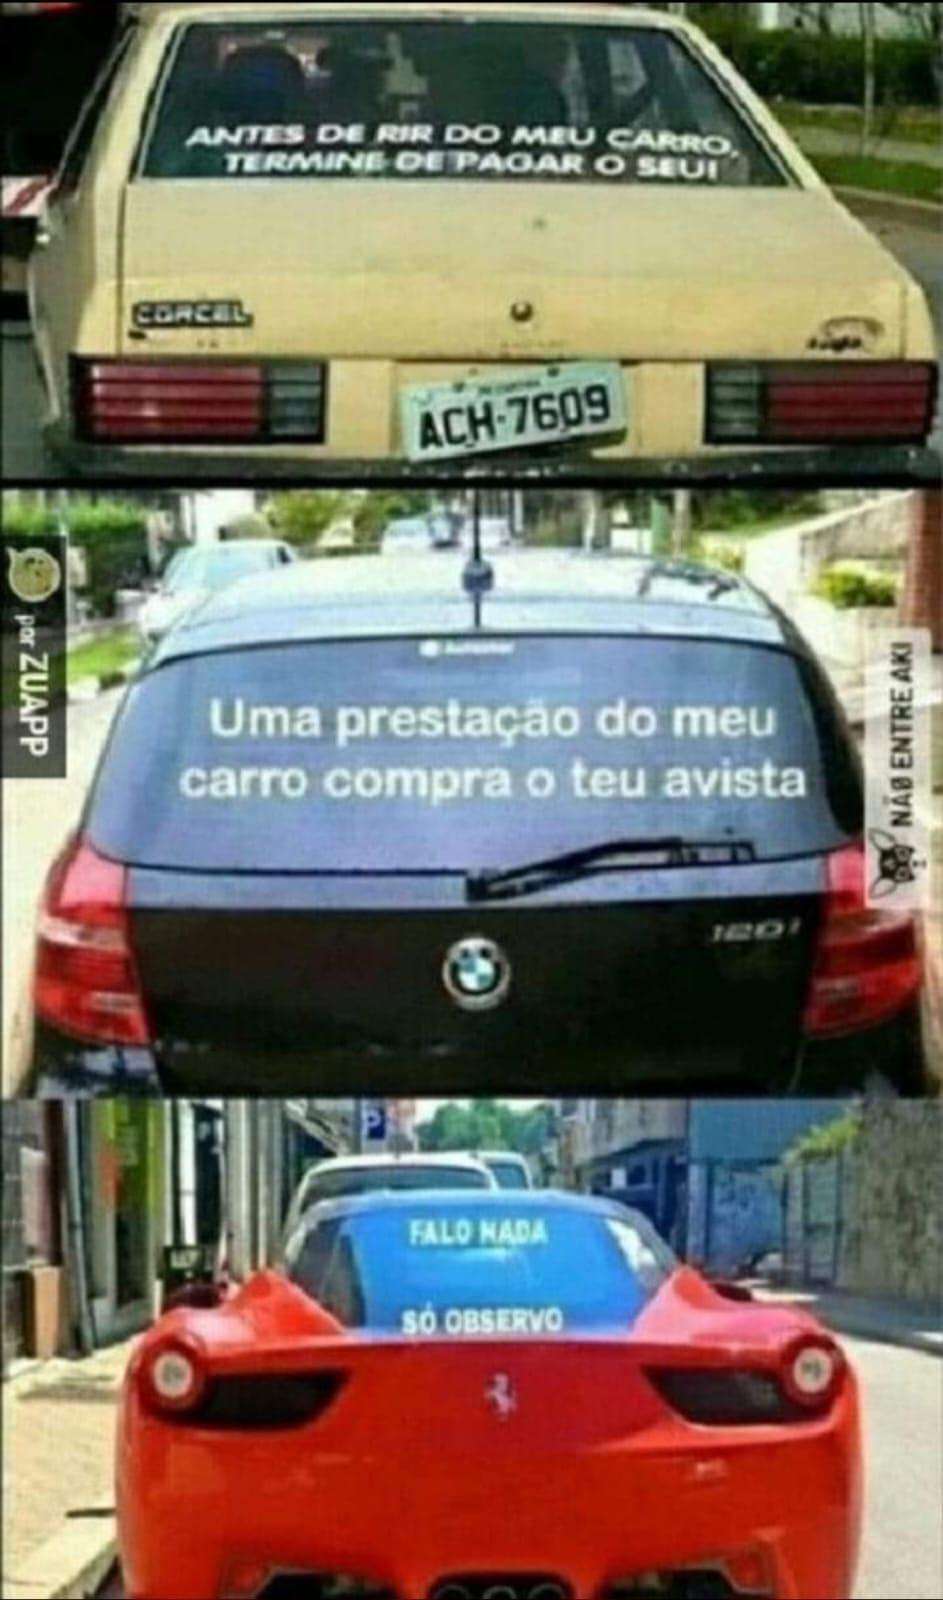 ANTES DE RIR DO MEU CARRO,
TERMINE DE PAGAR O SEU!
CORCEL
ACH-7609
por ZUAPP
Uma prestação do meu
carro compra o teu avista
NÃO ENTRE AKI
120i
P
FALO NADA
SÓ OBSERVO